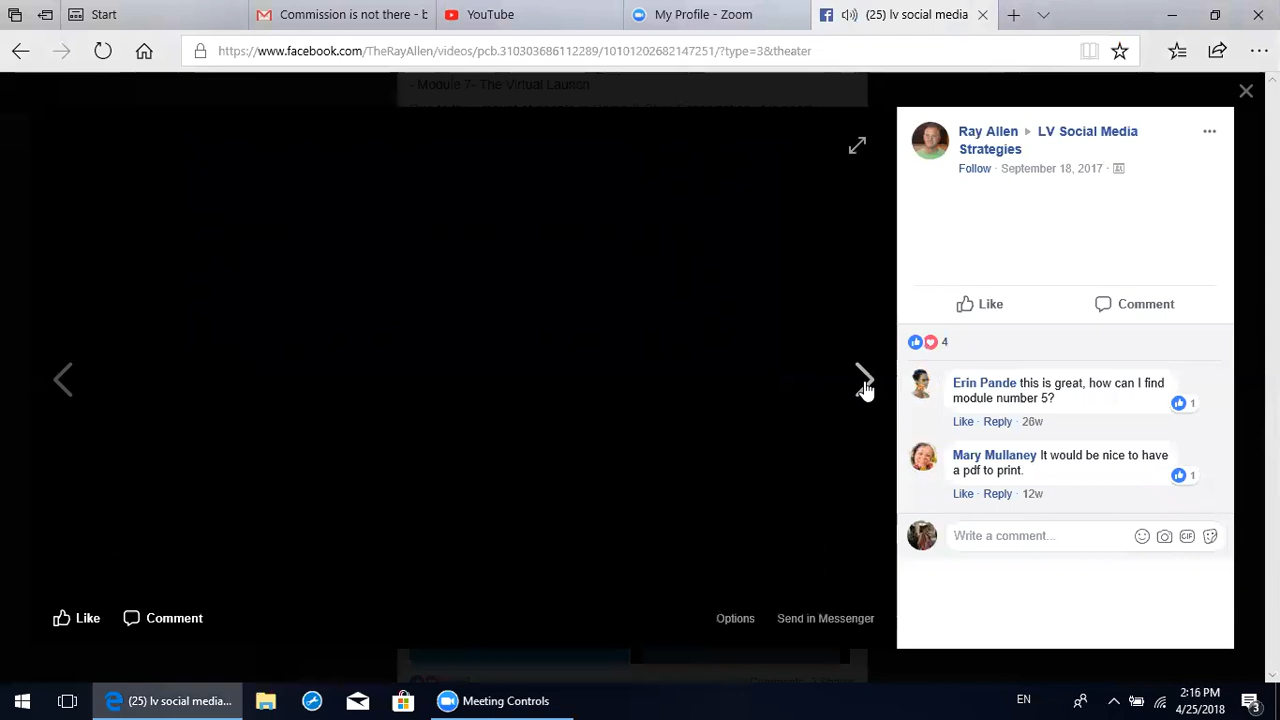 Start
Commission is not there - b
YouTube
My Profile - Zoom
(25) lv social media
https://www.facebook.com/TheRayAllen/videos/pcb.310303686112289/10101202682147251/?type=3&theater
- Module 7- The Virtual Launch
Ray Allen LV Social Media
Strategies
Follow · September 18, 2017 ·
Like Comment
4
Erin Pande this is great, how can I find
module number 5?
1
Like · Reply · 26w
Mary Mullaney It would be nice to have
a pdf to print.
1
Like · Reply · 12w
Write a comment...
GIF
Like Comment
Options Send in Messenger
(25) lv social media...
Meeting Controls
EN
2:16 PM
4/25/2018
3